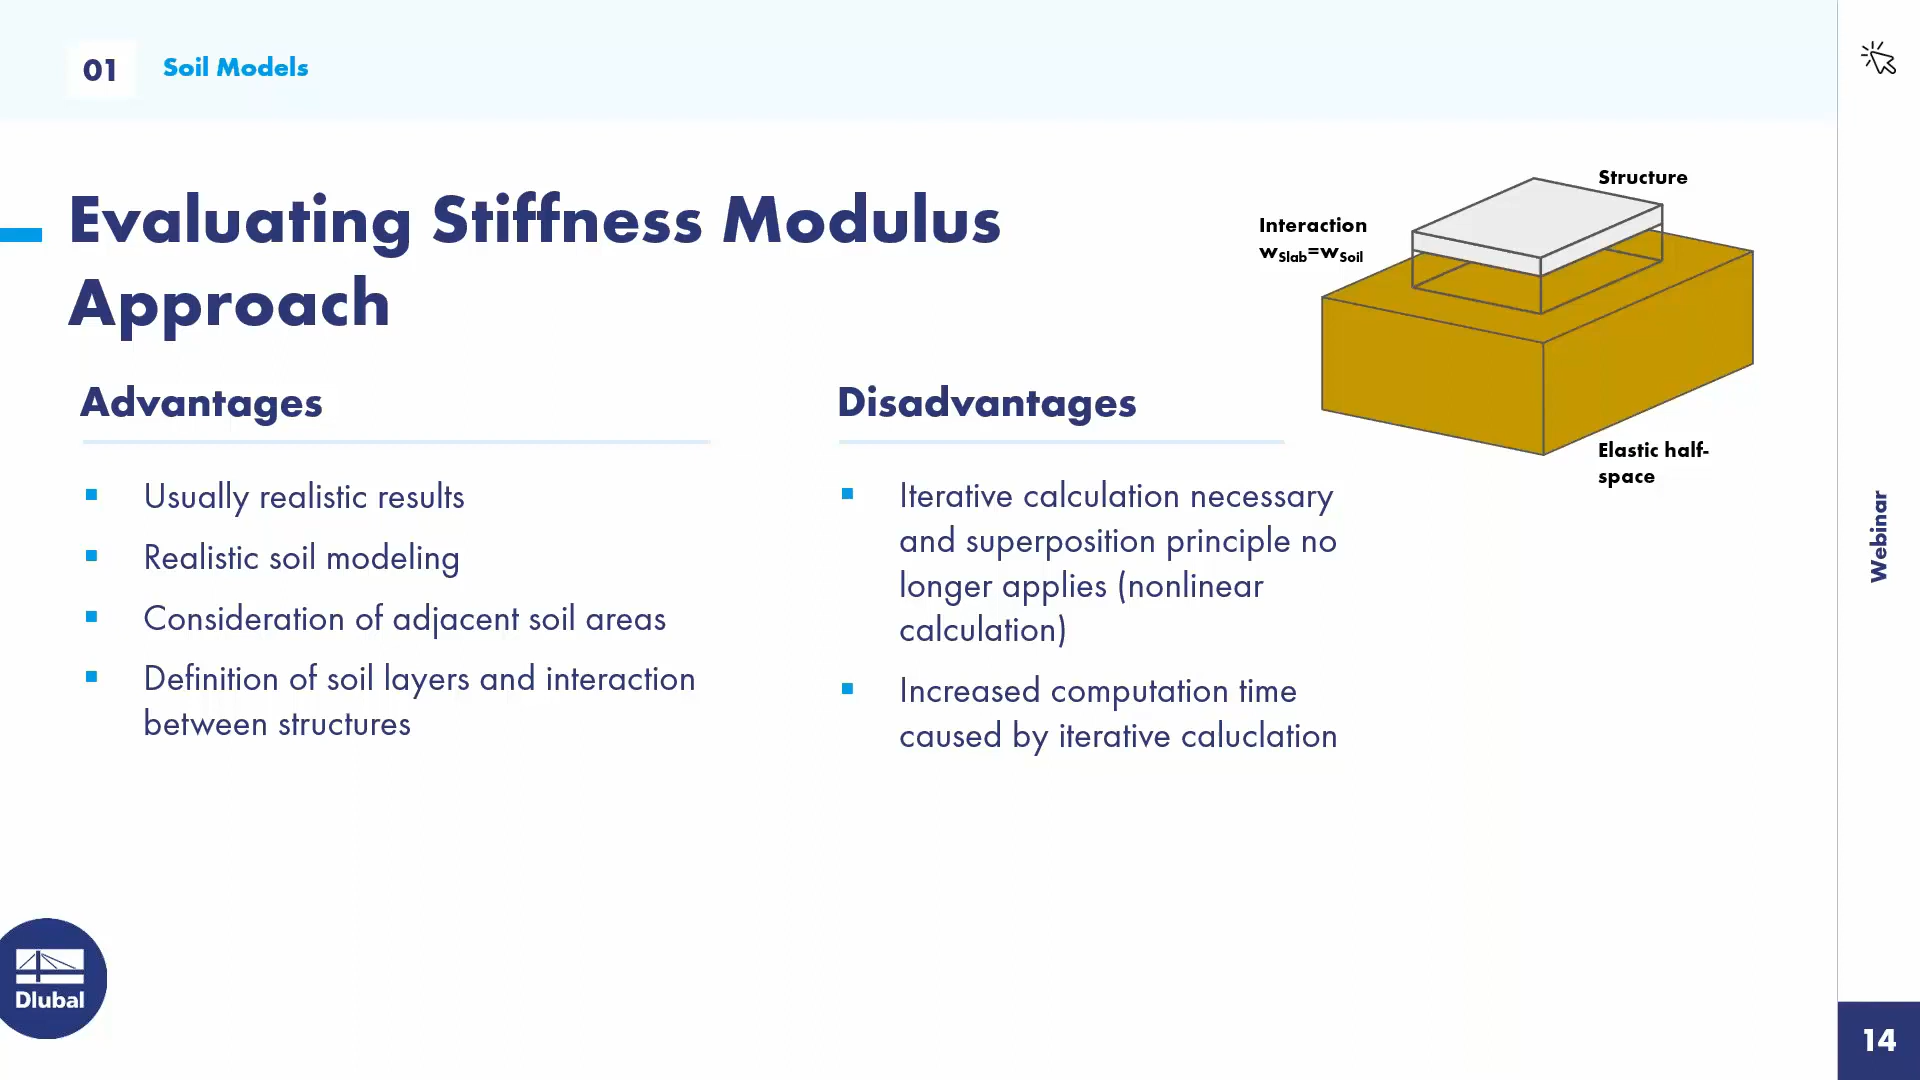 01
Soil Models
Evaluating Stiffness Modulus
Approach
Structure
Interaction
wSlab=wSoil
Elastic half-
space
Advantages
Usually realistic results
Realistic soil modeling
Consideration of adjacent soil areas
Definition of soil layers and interaction
between structures
Disadvantages
Iterative calculation necessary
and superposition principle no
longer applies (nonlinear
calculation)
Increased computation time
caused by iterative caluclation
Webinar
Dlubal
14